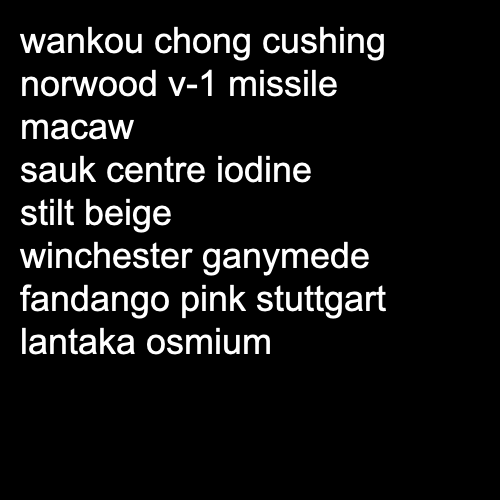 wankou chong cushing
norwood v-1 missile
macaw
sauk centre iodine
stilt beige
winchester ganymede
fandango pink stuttgart
lantaka osmium